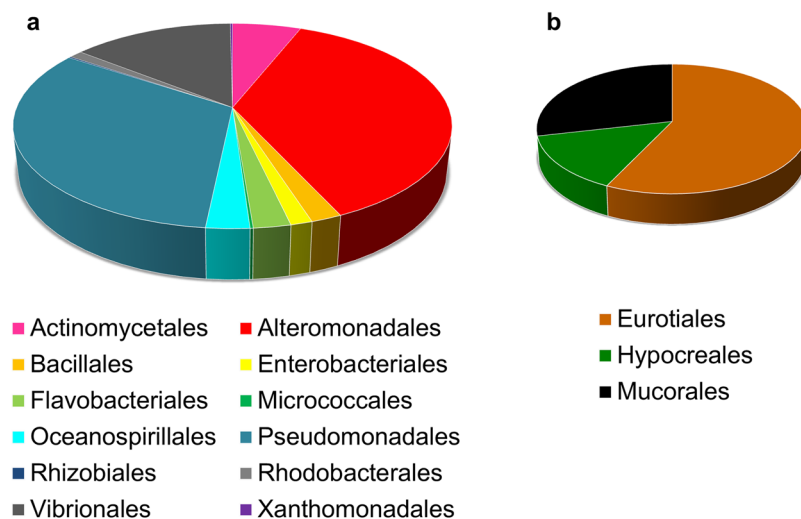 a
b
Actinomycetales
Alteromonadales
Bacillales
Enterobacteriales
Flavobacteriales
Micrococcales
Oceanospirillales
Pseudomonadales
Rhizobiales
Rhodobacterales
Vibrionales
Xanthomonadales
Eurotiales
Hypocreales
Mucorales